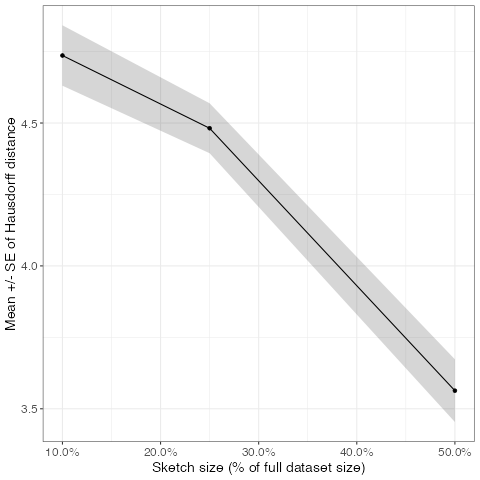 Mean +/- SE of Hausdorff distance
4.5
4.0
3.5
10.0% 20.0% 30.0% 40.0% 50.0%
Sketch size (% of full dataset size)